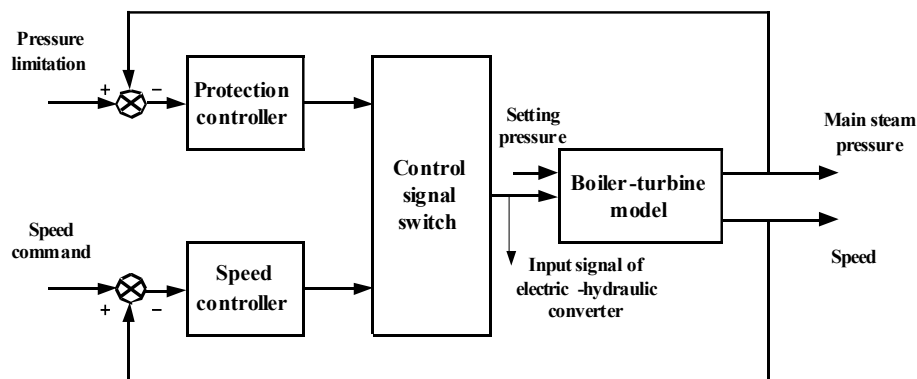 Pressure
limitation
+
−
Protection
controller
Control
signal
switch
Setting
pressure
Boiler-turbine
model
Main steam
pressure
Speed
command
+
−
Speed
controller
Input signal of
electric -hydraulic
converter
Speed